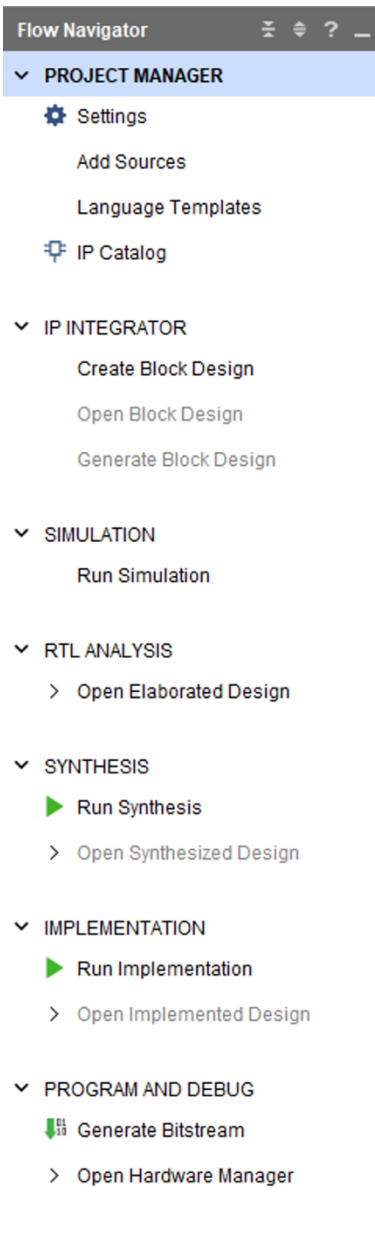 Flow Navigator ?
PROJECT MANAGER
Settings
Add Sources
Language Templates
IP Catalog
IP INTEGRATOR
Create Block Design
Open Block Design
Generate Block Design
SIMULATION
Run Simulation
RTL ANALYSIS
Open Elaborated Design
SYNTHESIS
Run Synthesis
Open Synthesized Design
IMPLEMENTATION
Run Implementation
Open Implemented Design
PROGRAM AND DEBUG
Generate Bitstream
Open Hardware Manager